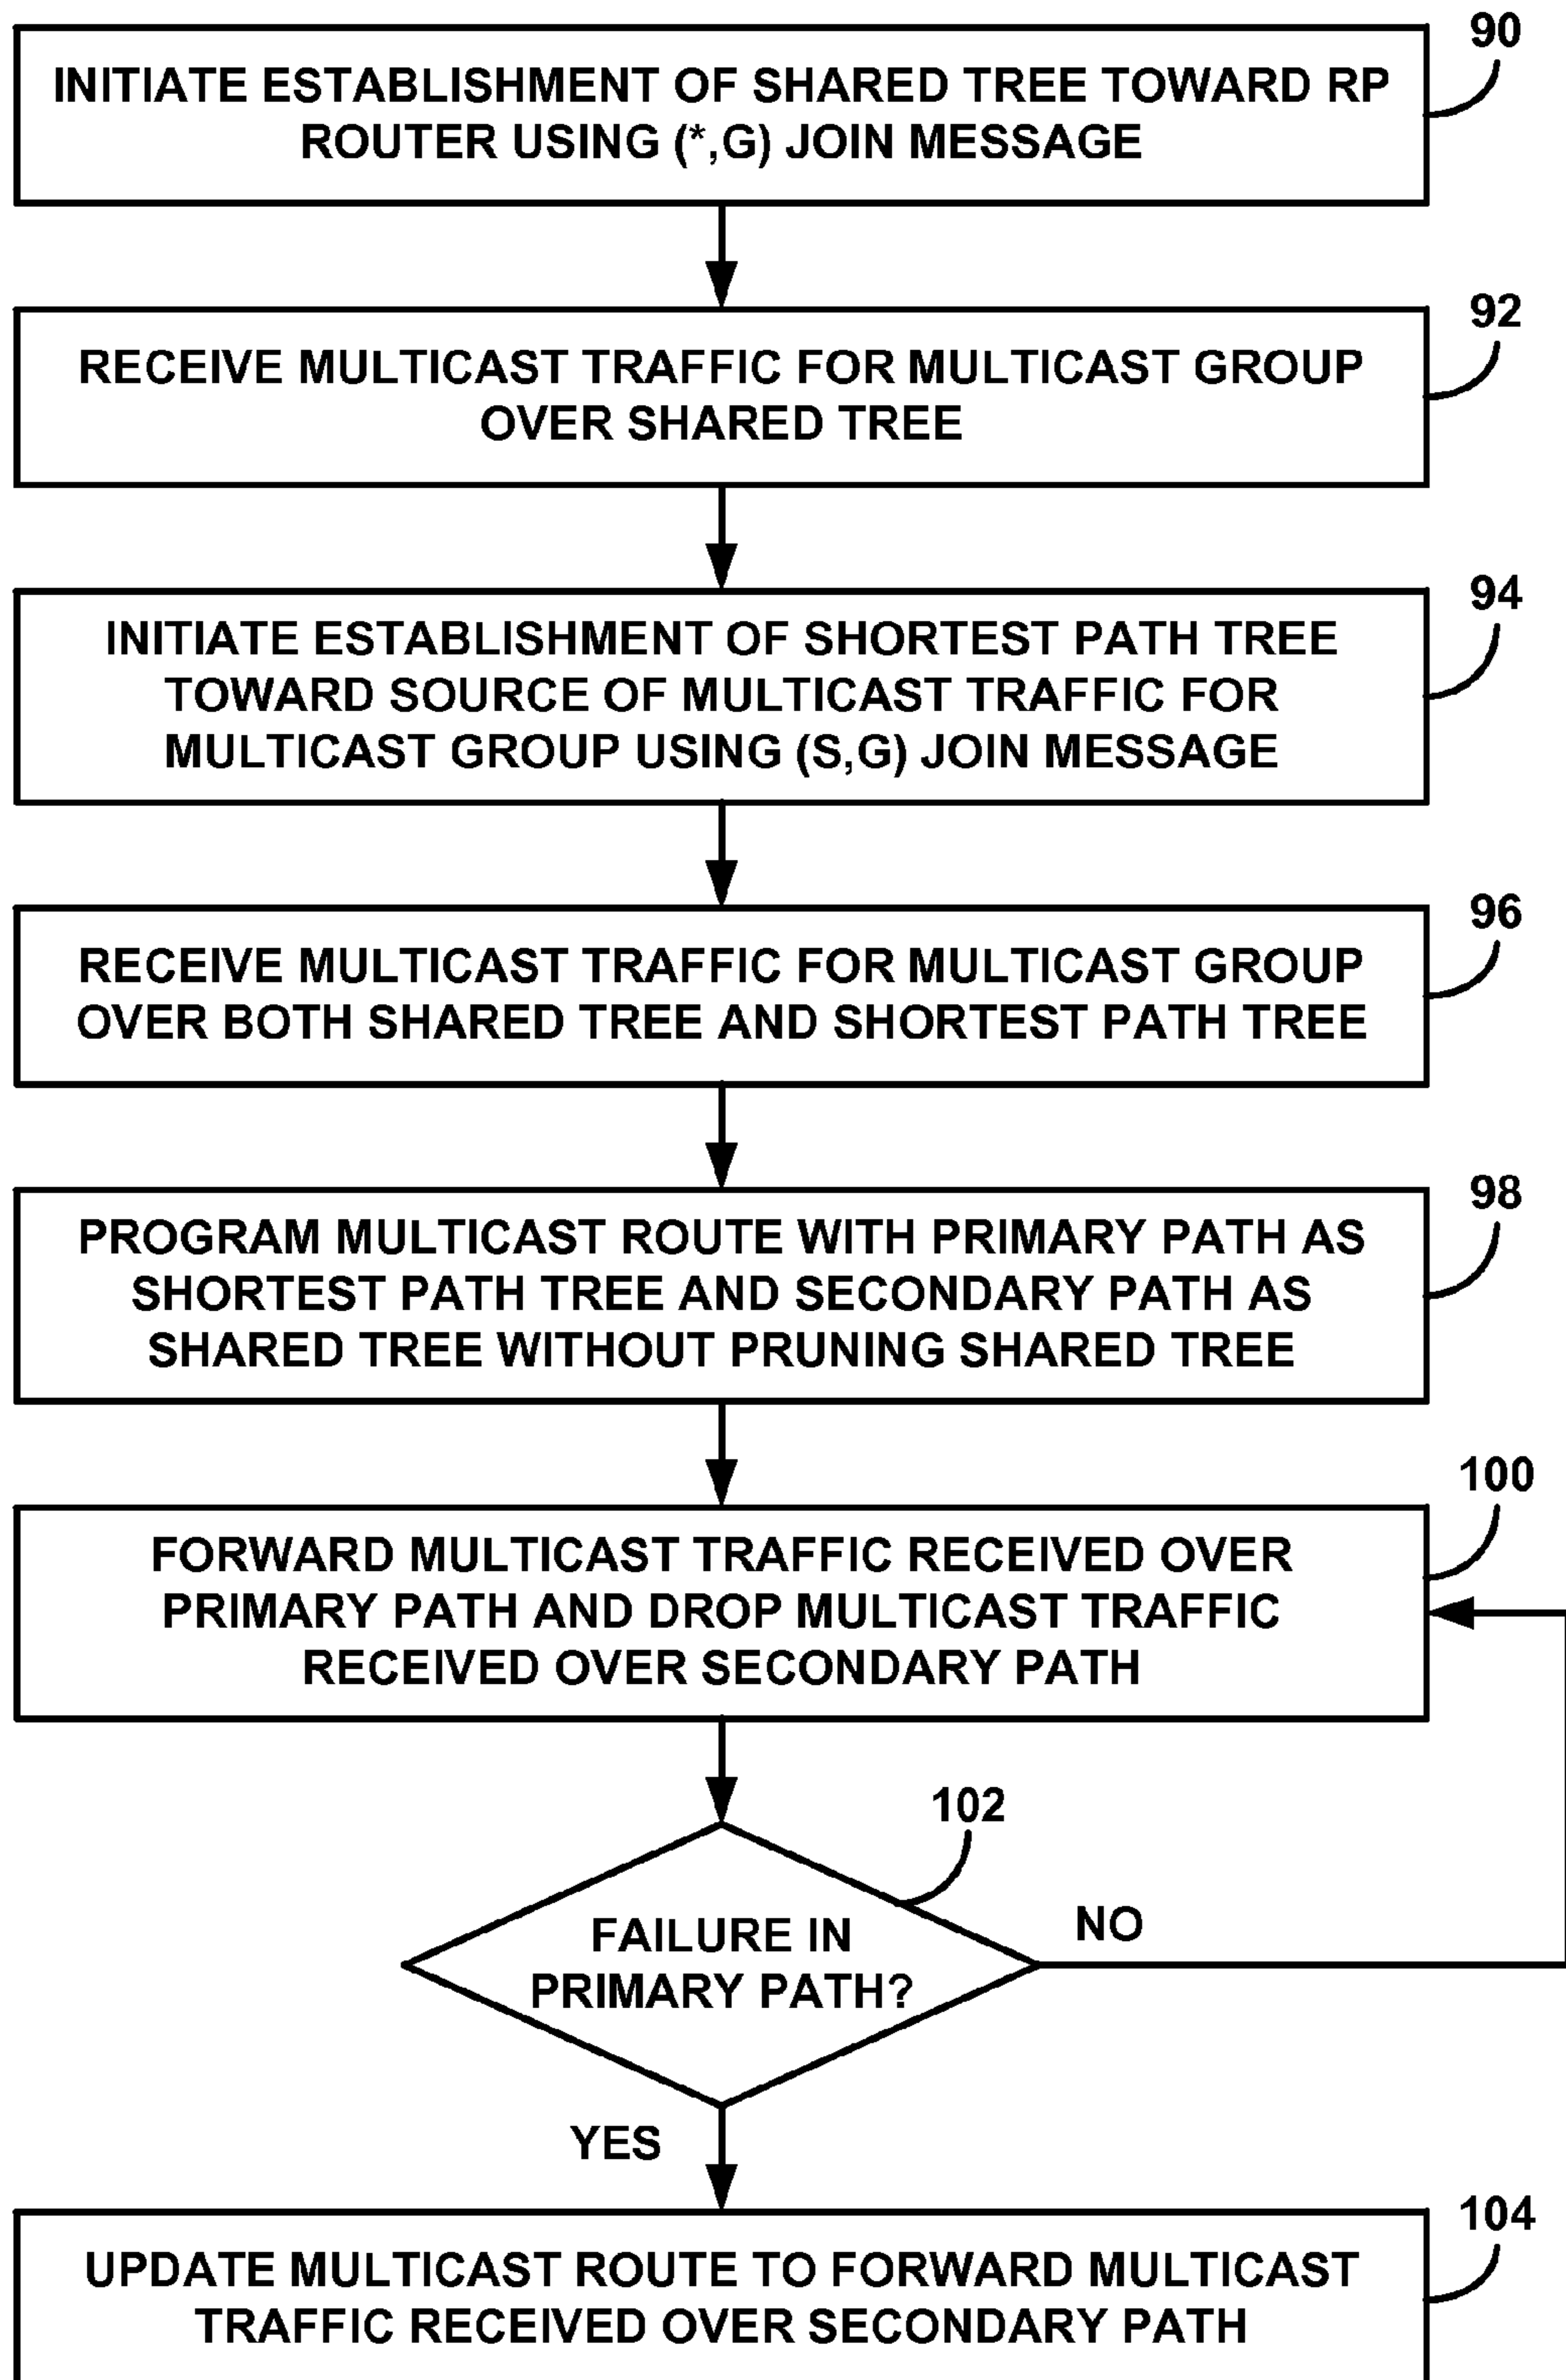 90
INITIATE ESTABLISHMENT OF SHARED TREE TOWARD RP
ROUTER USING (*,G) JOIN MESSAGE
92
RECEIVE MULTICAST TRAFFIC FOR MULTICAST GROUP
OVER SHARED TREE
94
INITIATE ESTABLISHMENT OF SHORTEST PATH TREE
TOWARD SOURCE OF MULTICAST TRAFFIC FOR
MULTICAST GROUP USING (S,G) JOIN MESSAGE
96
RECEIVE MULTICAST TRAFFIC FOR MULTICAST GROUP
OVER BOTH SHARED TREE AND SHORTEST PATH TREE
98
PROGRAM MULTICAST ROUTE WITH PRIMARY PATH AS
SHORTEST PATH TREE AND SECONDARY PATH AS
SHARED TREE WITHOUT PRUNING SHARED TREE
100
FORWARD MULTICAST TRAFFIC RECEIVED OVER
PRIMARY PATH AND DROP MULTICAST TRAFFIC
RECEIVED OVER SECONDARY PATH
102
FAILURE IN
PRIMARY PATH?
NO
YES
104
UPDATE MULTICAST ROUTE TO FORWARD MULTICAST
TRAFFIC RECEIVED OVER SECONDARY PATH